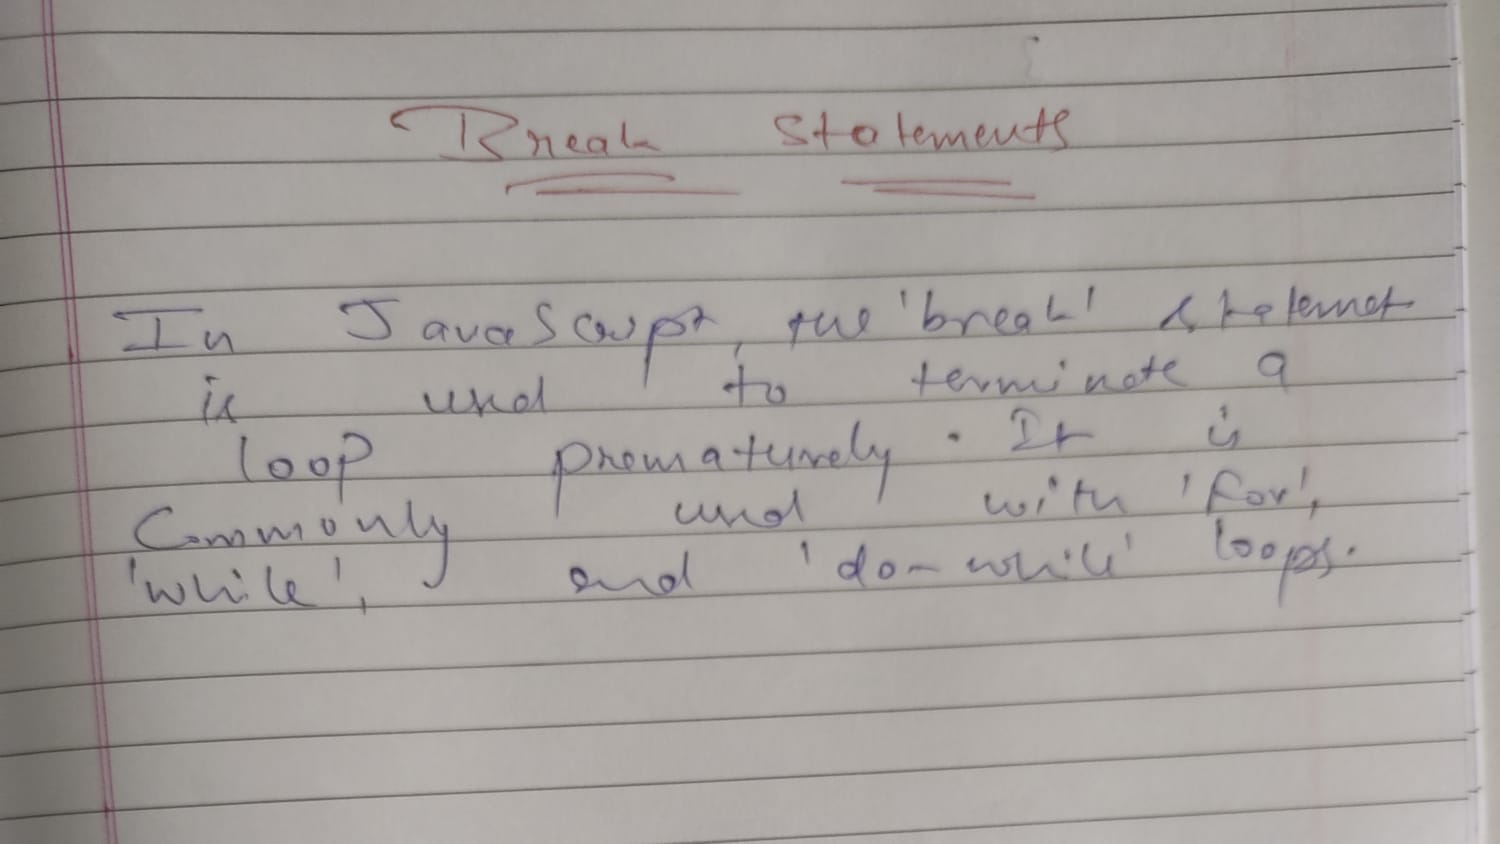 Break Statements
In JavaScript, the 'break' statemet
is used to terminate a
loop prematurely. It is
Commonly used with 'for',
'while', and 'do-while' loops.